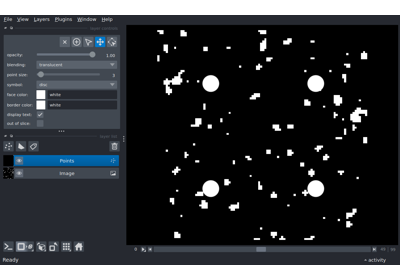 File View Layers Plugins Window Help
opacity: 1.00
blending: translucent
point size:
symbol: disc
face color: white
border color: white
display text:
out of slice:
Points
Image
Ready
activity